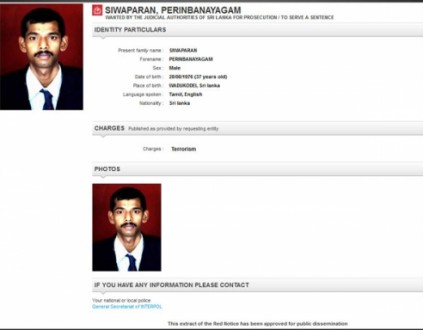 SIWAPARAN, PERINBANAYAGAM
WANTED BY THE JUDICIAL AUTHORITIES OF SRI LANKA FOR PROSECUTION / TO SERVE A SENTENCE
IDENTITY PARTICULARS
Present family name : SIWAPARAN
Forename : PERINBANAYAGAM
Sex : Male
Date of birth : (37 years old)
Place of birth : Sri lanka
Language spoken : Tamil, English
Nationality : Sri lanka
CHARGES Published as provided by requesting entity
Charges : Terrorism
PHOTOS
IF YOU HAVE ANY INFORMATION PLEASE CONTACT
Your national or local police
General Secretariat of INTERPOL
This extract of the Red Notice has been approved for public dissemination